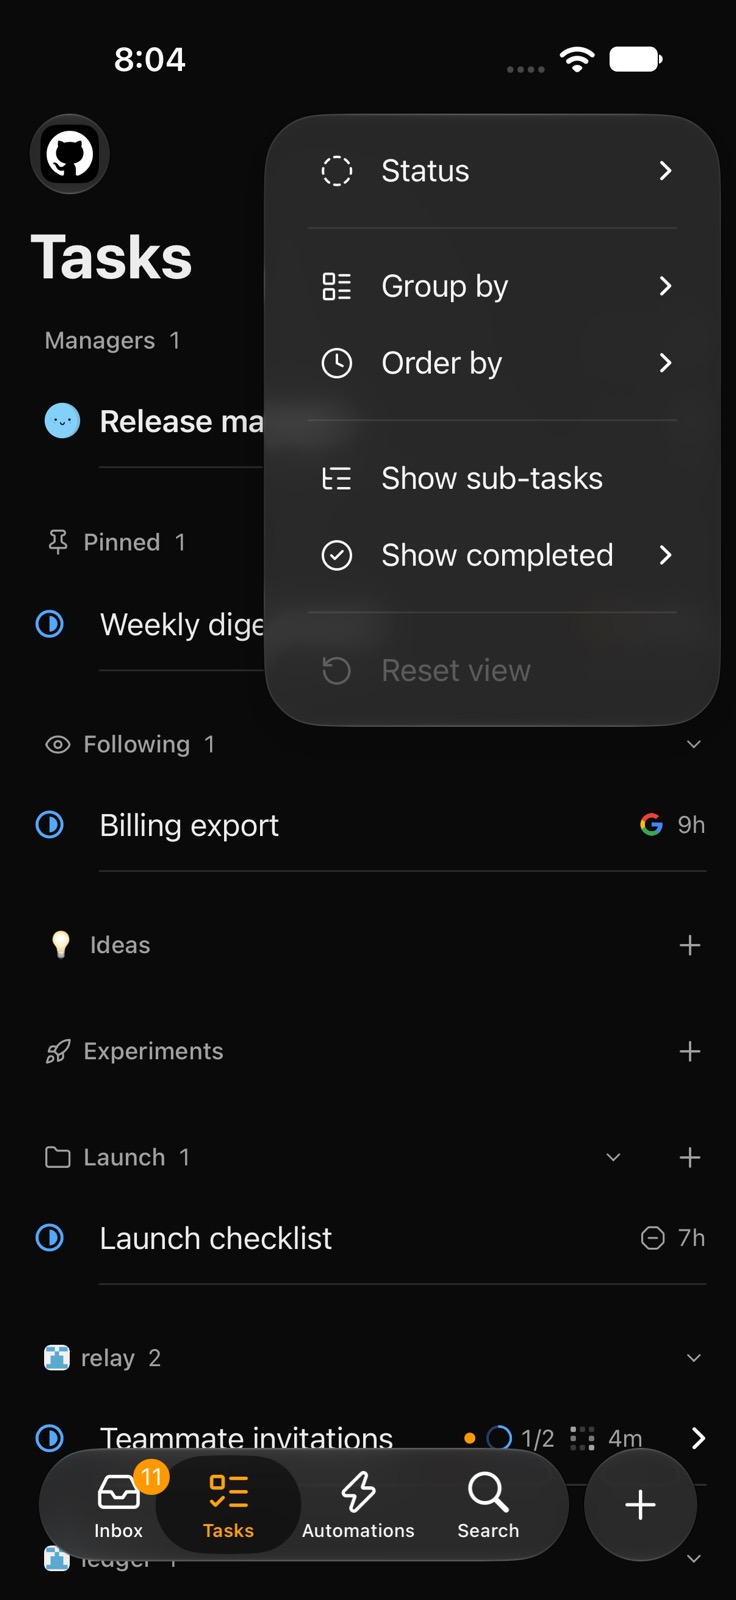 8:04
Status
Tasks
Group by
Managers 1
Order by
Release ma
Show sub-tasks
Pinned 1
Show completed
Weekly dige
Reset view
Following 1
Billing export 9h
Ideas
Experiments
Launch 1
Launch checklist 7h
relay 2
Teammate invitations 1/2 4m
11
Inbox Tasks Automations Search
ledger 1